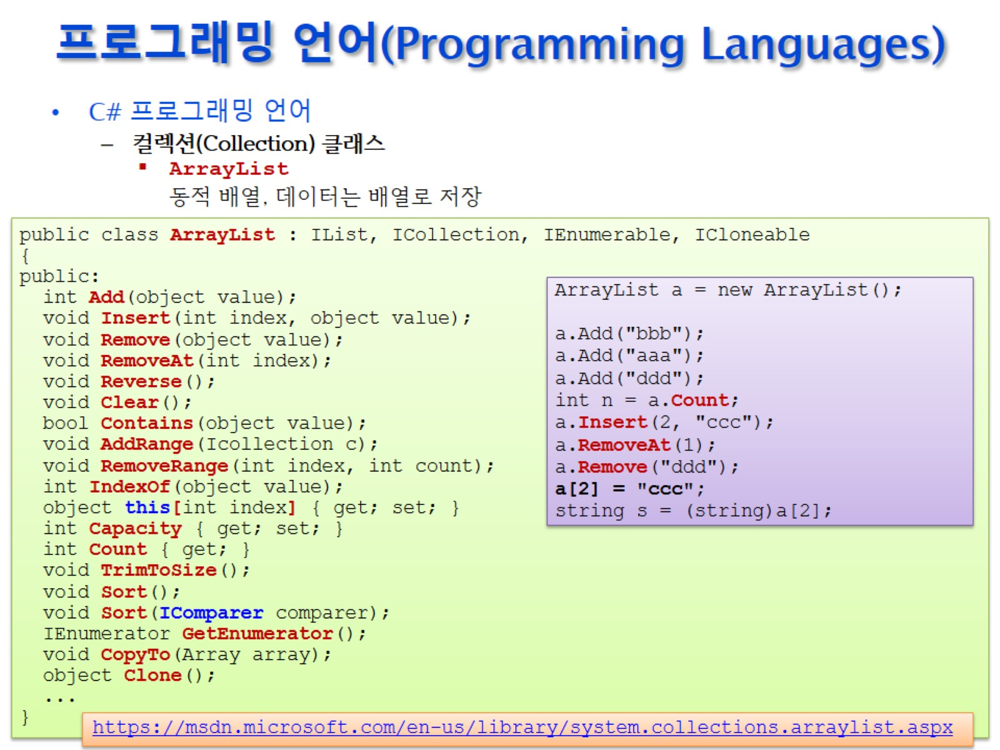 프로그래밍 언어(Programming Languages)
• C# 프로그래밍 언어
– 컬렉션(Collection) 클래스
▪ ArrayList
동적 배열, 데이터는 배열로 저장
public class ArrayList : IList, ICollection, IEnumerable, ICloneable
{
public:
int Add(object value);
void Insert(int index, object value);
void Remove(object value);
void RemoveAt(int index);
void Reverse();
void Clear();
bool Contains(object value);
void AddRange(Icollection c);
void RemoveRange(int index, int count);
int IndexOf(object value);
object this[int index] { get; set; }
int Capacity { get; set; }
int Count { get; }
void TrimToSize();
void Sort();
void Sort(IComparer comparer);
IEnumerator GetEnumerator();
void CopyTo(Array array);
object Clone();
...
}
ArrayList a = new ArrayList();
a.Add("bbb");
a.Add("aaa");
a.Add("ddd");
int n = a.Count;
a.Insert(2, "ccc");
a.RemoveAt(1);
a.Remove("ddd");
a[2] = "ccc";
string s = (string)a[2];
https://msdn.microsoft.com/en-us/library/system.collections.arraylist.aspx